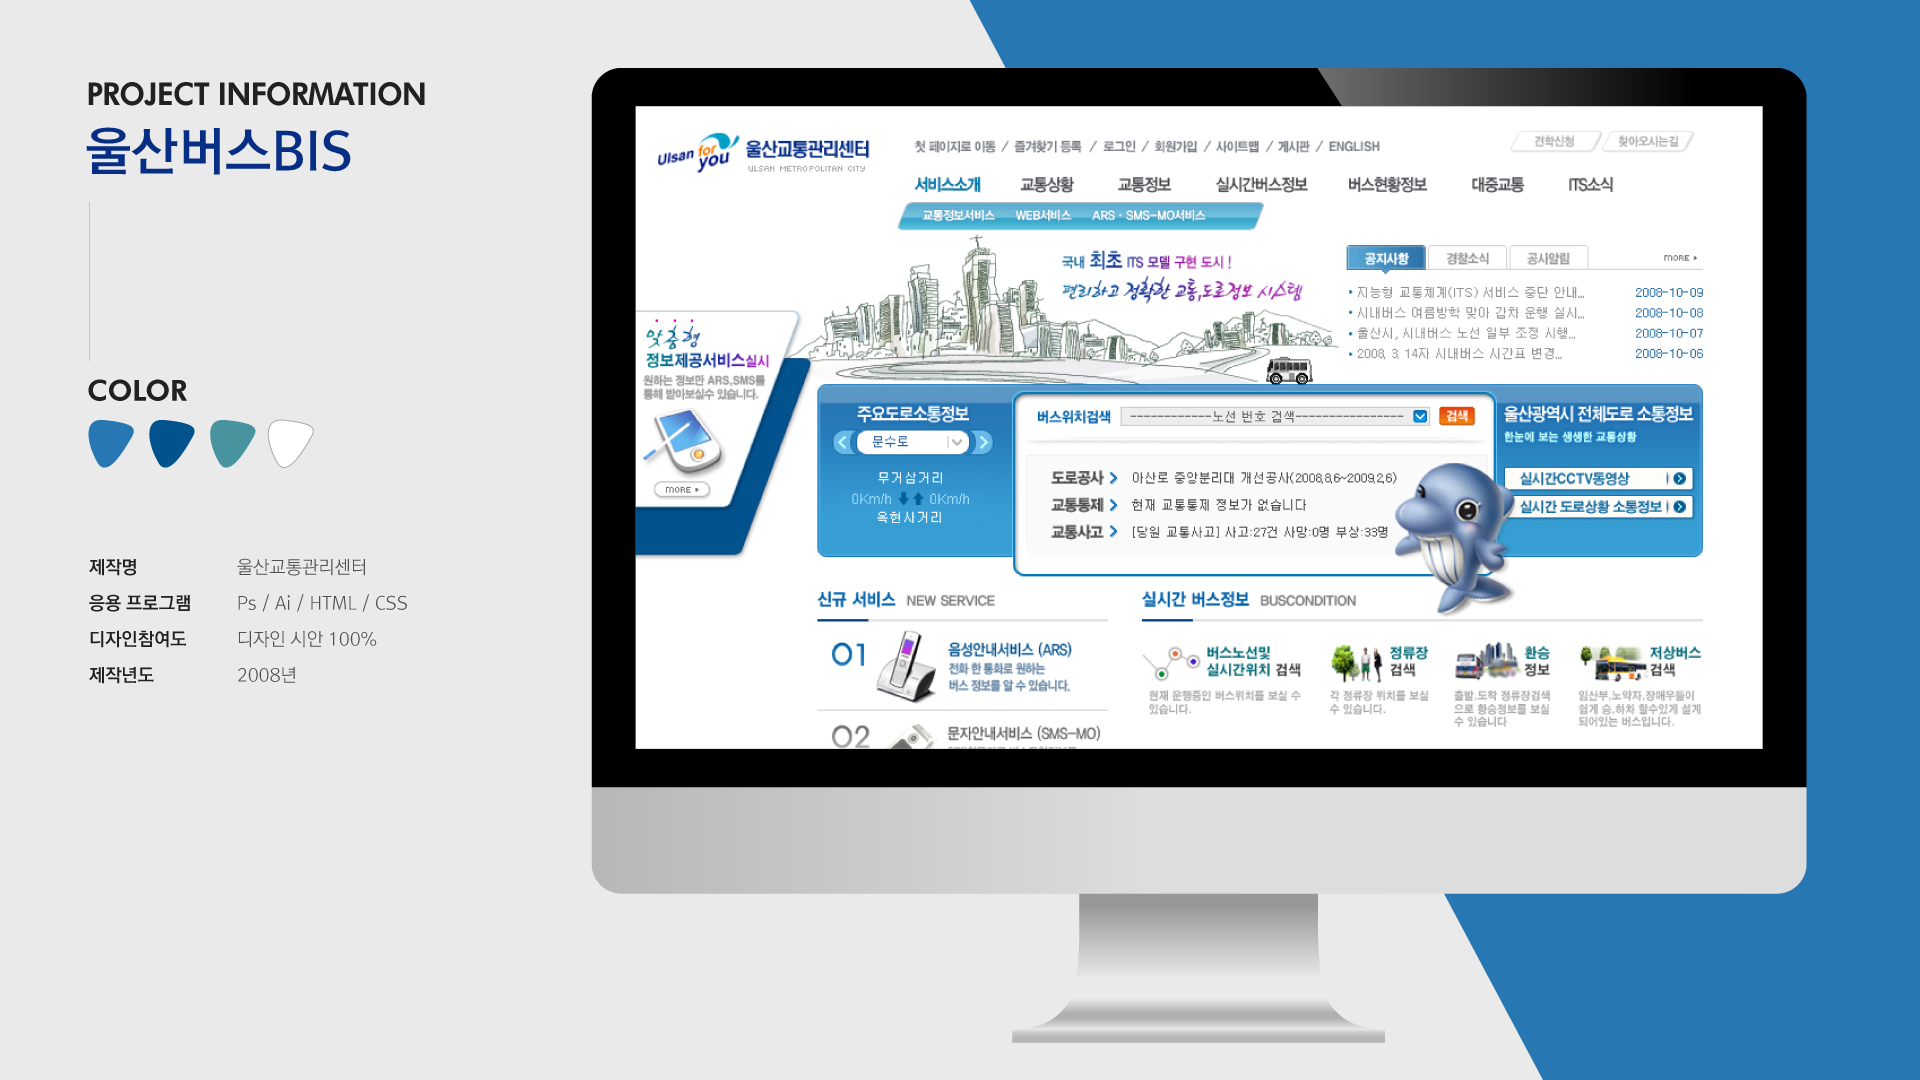 PROJECT INFORMATION
울산버스BIS
COLOR
제작명 울산교통관리센터
응용 프로그램 Ps / Ai / HTML / CSS
디자인참여도 디자인 시안 100%
제작년도 2008년
Ulsan for you 울산교통관리센터
ULSAN METROPOLITAN CITY
첫 페이지로 이동 / 즐겨찾기 등록 / 로그인 / 회원가입 / 사이트맵 / 게시판 / ENGLISH
견학신청 찾아오시는길
서비스소개 교통상황 교통정보 실시간버스정보 버스현황정보 대중교통 ITS소식
교통정보서비스 WEB서비스 ARS · SMS-MO서비스
국내 최초 ITS 모델 구현 도시 !
편리하고 정확한 교통,도로정보 시스템
공지사항 경찰소식 공사알림 MORE
• 지능형 교통체계(ITS) 서비스 중단 안내... 2008-10-09
• 시내버스 여름방학 맞아 감차 운행 실시... 2008-10-08
• 울산시, 시내버스 노선 일부 조정 시행... 2008-10-07
• 2008. 3. 14자 시내버스 시간표 변경... 2008-10-06
맞춤형
정보제공서비스실시
원하는 정보만 ARS,SMS를
통해 받아보실수 있습니다.
MORE
주요도로소통정보
문수로
무거삼거리
0Km/h 0Km/h
옥현사거리
버스위치검색 ------------노선 번호 검색---------------- 검색
도로공사 아산로 중앙분리대 개선공사(2008.8.6~2009.2.6)
교통통제 현재 교통통제 정보가 없습니다
교통사고 [당원 교통사고] 사고:27건 사망:0명 부상:33명
울산광역시 전체도로 소통정보
한눈에 보는 생생한 교통상황
실시간CCTV동영상
실시간 도로상황 소통정보
신규 서비스 NEW SERVICE
01 음성안내서비스 (ARS)
전화 한 통화로 원하는
버스 정보를 알 수 있습니다.
02 문자안내서비스 (SMS-MO)
실시간 버스정보 BUSCONDITION
버스노선및
실시간위치 검색
현재 운행중인 버스위치를 보실 수
있습니다.
정류장
검색
각 정류장 위치를 보실
수 있습니다.
환승
정보
출발.도착 정류장검색
으로 환승정보를 보실
수 있습니다
저상버스
검색
임산부,노약자,장애우들이
쉽게 승.하차 할수있게 설계
되어있는 버스입니다.